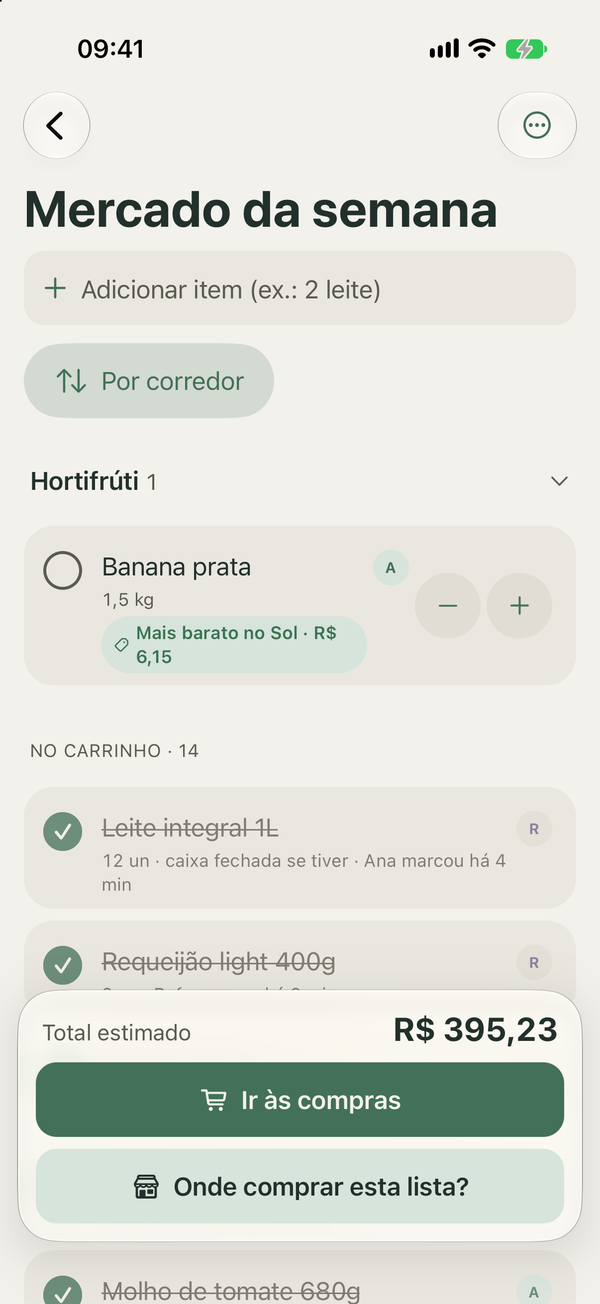 09:41
Mercado da semana
Adicionar item (ex.: 2 leite)
Por corredor
Hortifrúti 1
Banana prata
A
1,5 kg
Mais barato no Sol · R$
6,15
NO CARRINHO · 14
Leite integral 1L
R
12 un · caixa fechada se tiver · Ana marcou há 4
min
Requeijão light 400g
R
Total estimado
R$ 395,23
Ir às compras
Onde comprar esta lista?
Molho de tomate 680g
A